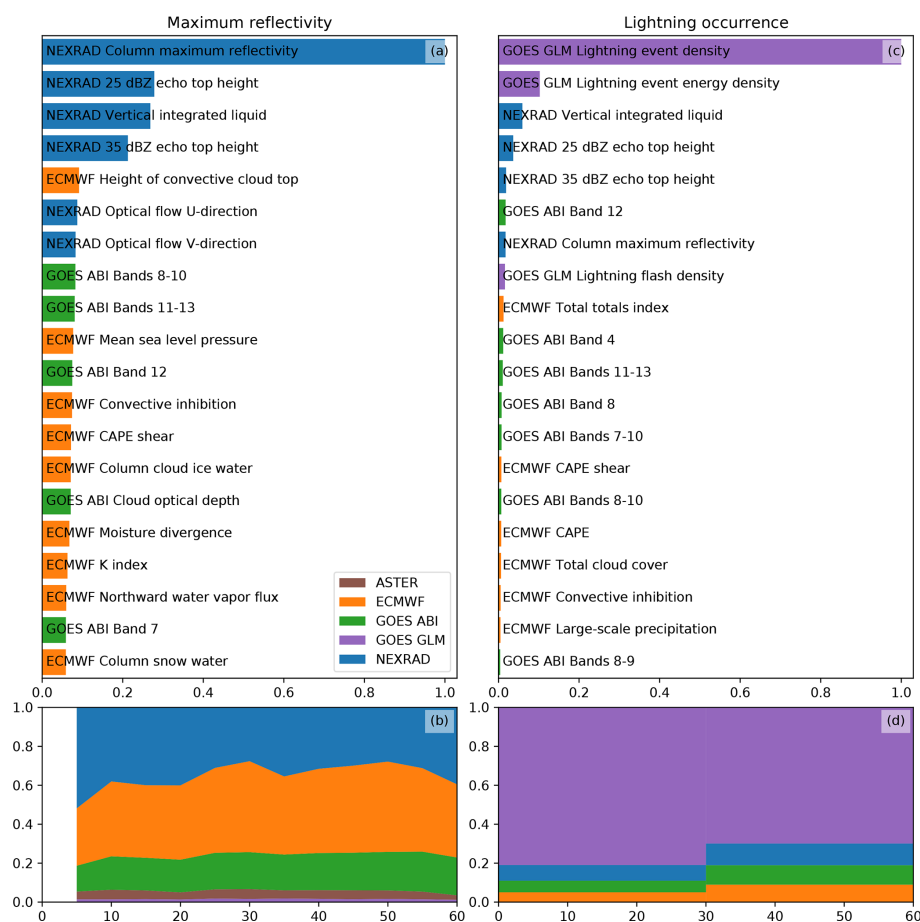 Maximum reflectivity
NEXRAD Column maximum reflectivity
(a)
NEXRAD 25 dBZ echo top height
NEXRAD Vertical integrated liquid
NEXRAD 35 dBZ echo top height
ECMWF Height of convective cloud top
NEXRAD Optical flow U-direction
NEXRAD Optical flow V-direction
GOES ABI Bands 8-10
GOES ABI Bands 11-13
ECMWF Mean sea level pressure
GOES ABI Band 12
ECMWF Convective inhibition
ECMWF CAPE shear
ECMWF Column cloud ice water
GOES ABI Cloud optical depth
ECMWF Moisture divergence
ECMWF K index
ECMWF Northward water vapor flux
GOES ABI Band 7
ECMWF Column snow water
ASTER
ECMWF
GOES ABI
GOES GLM
NEXRAD
0.0 0.2 0.4 0.6 0.8 1.0
Lightning occurrence
GOES GLM Lightning event density
(c)
GOES GLM Lightning event energy density
NEXRAD Vertical integrated liquid
NEXRAD 25 dBZ echo top height
NEXRAD 35 dBZ echo top height
GOES ABI Band 12
NEXRAD Column maximum reflectivity
GOES GLM Lightning flash density
ECMWF Total totals index
GOES ABI Band 4
GOES ABI Bands 11-13
GOES ABI Band 8
GOES ABI Bands 7-10
ECMWF CAPE shear
GOES ABI Bands 8-10
ECMWF CAPE
ECMWF Total cloud cover
ECMWF Convective inhibition
ECMWF Large-scale precipitation
GOES ABI Bands 8-9
0.0 0.2 0.4 0.6 0.8 1.0
(b)
1.0
0.8
0.6
0.4
0.2
0.0
0 10 20 30 40 50 60
(d)
1.0
0.8
0.6
0.4
0.2
0.0
0 10 20 30 40 50 60